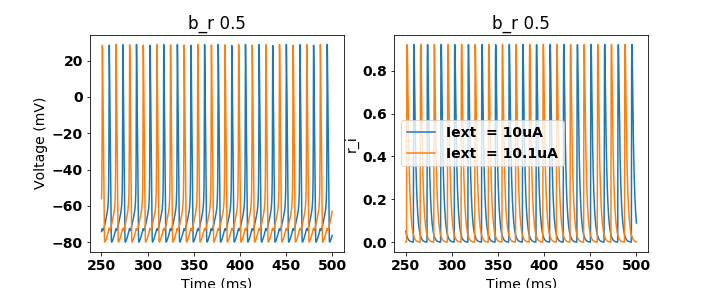 b_r 0.5
Voltage (mV)
20
0
−20
−40
−60
−80
250 300 350 400 450 500
Time (ms)
b_r 0.5
r_i
0.8
0.6
0.4
0.2
0.0
Iext  = 10uA
Iext  = 10.1uA
250 300 350 400 450 500
Time (ms)